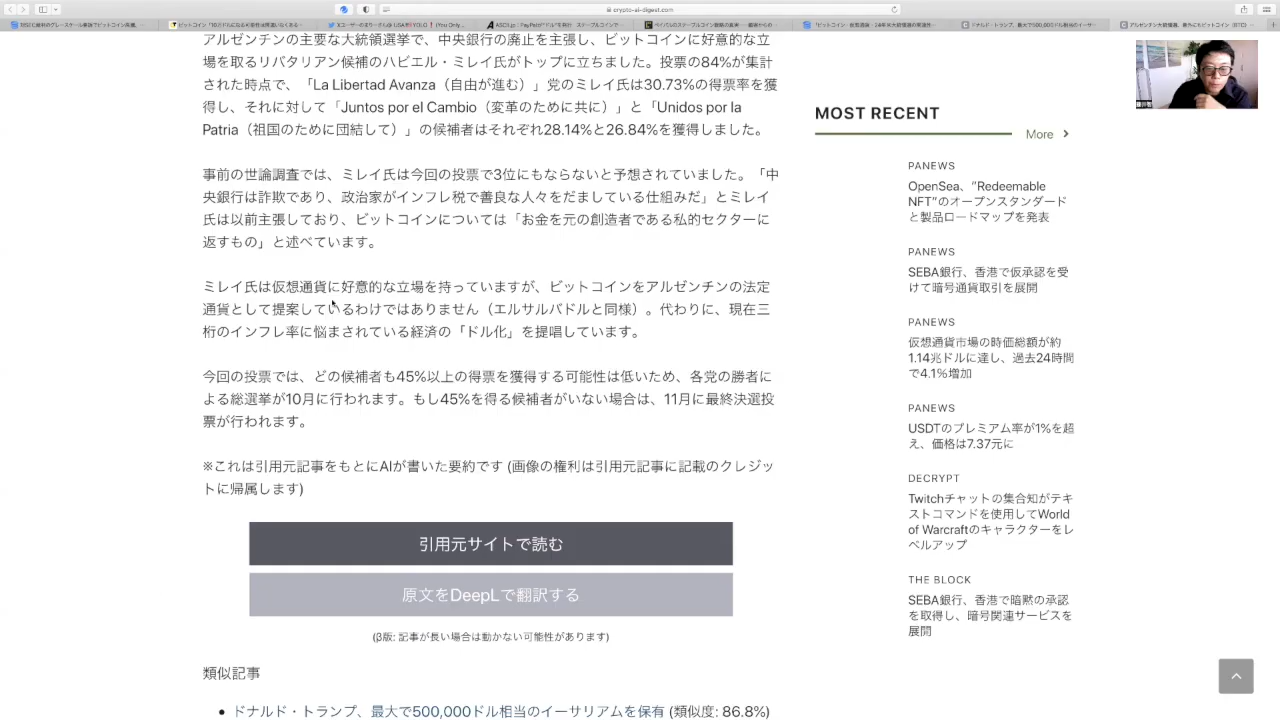 crypto-ai-digest.com
アルゼンチンの主要な大統領選挙で、中央銀行の廃止を主張し、ビットコインに好意的な立
場を取るリバタリアン候補のハビエル・ミレイ氏がトップに立ちました。投票の84%が集計
された時点で、「La Libertad Avanza（自由が進む）」党のミレイ氏は30.73%の得票率を獲
得し、それに対して「Juntos por el Cambio（変革のために共に）」と「Unidos por la
Patria（祖国のために団結して）」の候補者はそれぞれ28.14%と26.84%を獲得しました。
事前の世論調査では、ミレイ氏は今回の投票で3位にもならないと予想されていました。「中
央銀行は詐欺であり、政治家がインフレ税で善良な人々をだましている仕組みだ」とミレイ
氏は以前主張しており、ビットコインについては「お金を元の創造者である私的セクターに
返すもの」と述べています。
ミレイ氏は仮想通貨に好意的な立場を持っていますが、ビットコインをアルゼンチンの法定
通貨として提案しているわけではありません（エルサルバドルと同様）。代わりに、現在三
桁のインフレ率に悩まされている経済の「ドル化」を提唱しています。
今回の投票では、どの候補者も45%以上の得票を獲得する可能性は低いため、各党の勝者に
よる総選挙が10月に行われます。もし45%を得る候補者がいない場合は、11月に最終決選投
票が行われます。
※これは引用元記事をもとにAIが書いた要約です (画像の権利は引用元記事に記載のクレジッ
トに帰属します)
引用元サイトで読む
原文をDeepLで翻訳する
(β版: 記事が長い場合は動かない可能性があります)
類似記事
• ドナルド・トランプ、最大で500,000ドル相当のイーサリアムを保有 (類似度: 86.8%)
MOST RECENT
More
PANEWS
OpenSea、”Redeemable
NFT”のオープンスタンダード
と製品ロードマップを発表
PANEWS
SEBA銀行、香港で仮承認を受
けて暗号通貨取引を展開
PANEWS
仮想通貨市場の時価総額が約
1.14兆ドルに達し、過去24時間
で4.1％増加
PANEWS
USDTのプレミアム率が1%を超
え、価格は7.37元に
DECRYPT
Twitchチャットの集合知がテキ
ストコマンドを使用してWorld
of Warcraftのキャラクターをレ
ベルアップ
THE BLOCK
SEBA銀行、香港で暗黙の承認
を取得し、暗号関連サービスを
展開